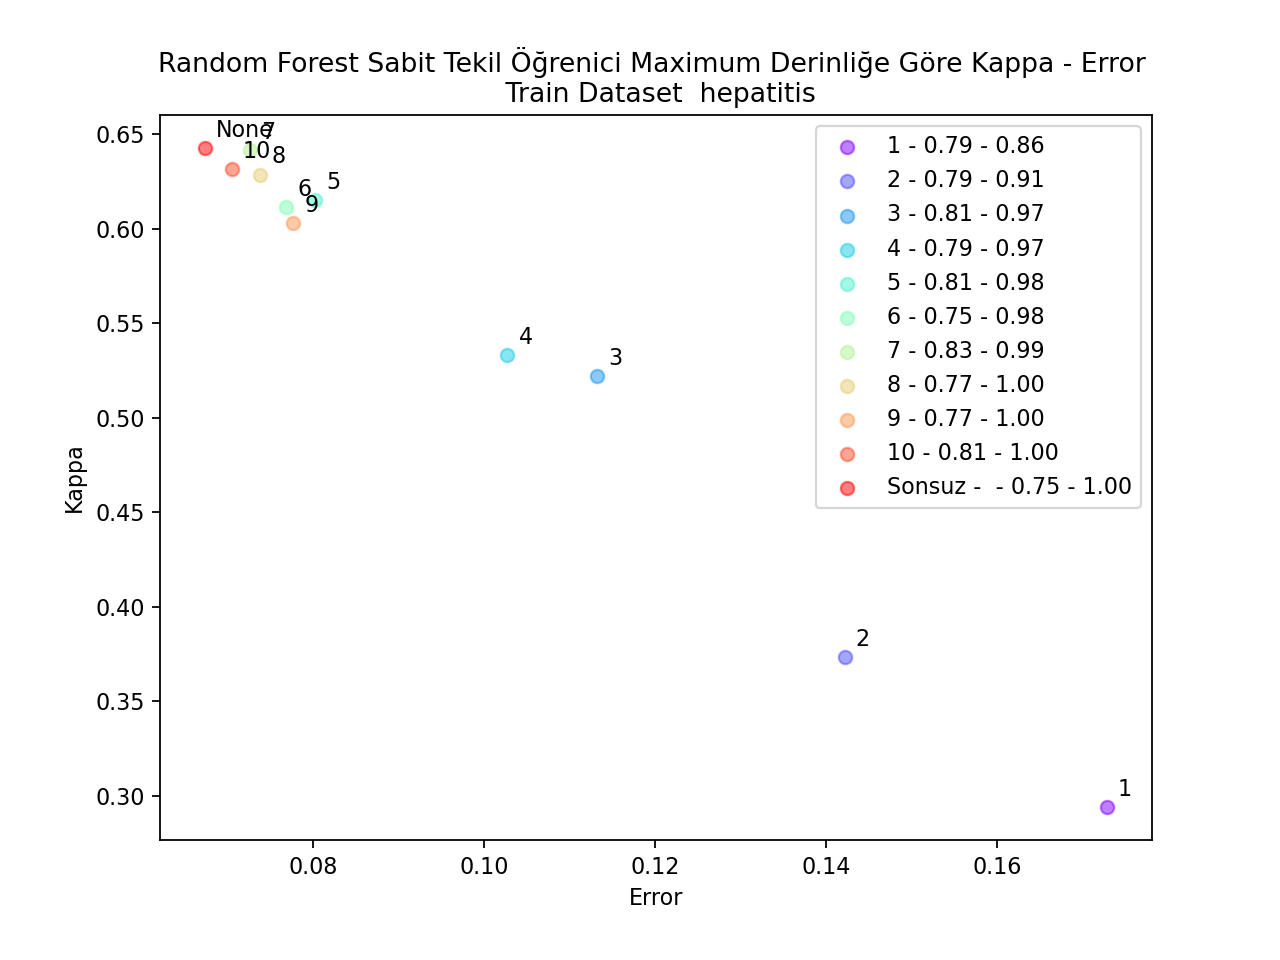 Random Forest Sabit Tekil Öğrenici Maximum Derinliğe Göre Kappa - Error
Train Dataset  hepatitis
0.65
0.60
0.55
0.50
0.45
0.40
0.35
0.30
Kappa
None
7
10
8
6
5
9
4
3
2
1
1 - 0.79 - 0.86
2 - 0.79 - 0.91
3 - 0.81 - 0.97
4 - 0.79 - 0.97
5 - 0.81 - 0.98
6 - 0.75 - 0.98
7 - 0.83 - 0.99
8 - 0.77 - 1.00
9 - 0.77 - 1.00
10 - 0.81 - 1.00
Sonsuz -  - 0.75 - 1.00
0.08 0.10 0.12 0.14 0.16
Error